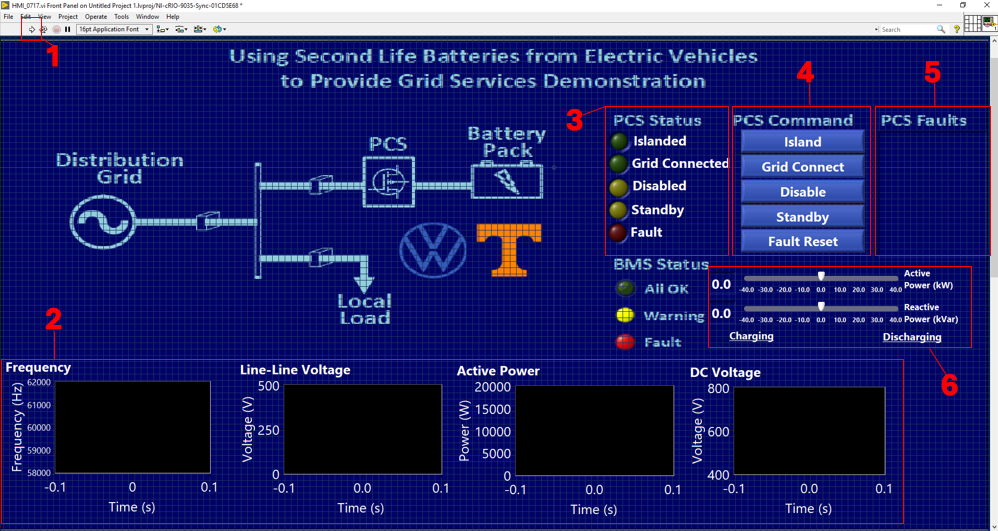 HMI_0717.vi Front Panel on Untitled Project 1.lvproj/NI-cRIO-9035-Sync-01CD5E68 *
File Edit View Project Operate Tools Window Help
16pt Application Font
Search
1
Using Second Life Batteries from Electric Vehicles
to Provide Grid Services Demonstration
3
4
5
PCS Status
Islanded
Grid Connected
Disabled
Standby
Fault
PCS Command
Island
Grid Connect
Disable
Standby
Fault Reset
PCS Faults
Distribution
Grid
PCS
Battery
Pack
Local
Load
T
BMS Status
All OK
Warning
Fault
0.0
-40.0 -30.0 -20.0 -10.0 0.0 10.0 20.0 30.0 40.0
Active
Power (kW)
0.0
-40.0 -30.0 -20.0 -10.0 0.0 10.0 20.0 30.0 40.0
Reactive
Power (kVar)
Charging
Discharging
6
2
Frequency
Frequency (Hz)
62000
61000
60000
59000
58000
-0.1 0.0 0.1
Time (s)
Line-Line Voltage
Voltage (V)
500
250
0
-0.1 0.0 0.1
Time (s)
Active Power
Power (W)
20000
15000
10000
5000
0
-0.1 0.0 0.1
Time (s)
DC Voltage
Voltage (V)
800
600
400
-0.1 0.0 0.1
Time (s)